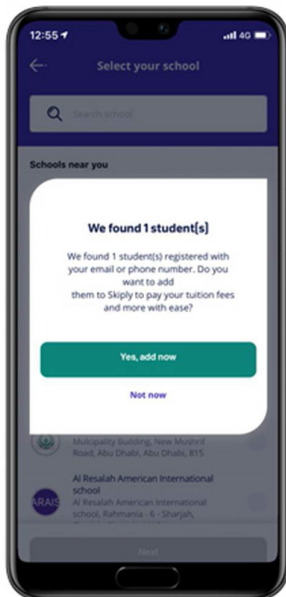 12:55
4G
Select your school
Search school
Schools near you
We found 1 student(s)
We found 1 student(s) registered with
your email or phone number. Do you
want to add
them to Skiply to pay your tuition fees
and more with ease?
Yes, add now
Not now
Mulcipality Building, New Mushrif
Road, Abu Dhabi, Abu Dhabi, 815
Al Resalah American International
school
ARAIS
Al Resalah American International
school, Rahmania - 6 - Sharjah,
Next